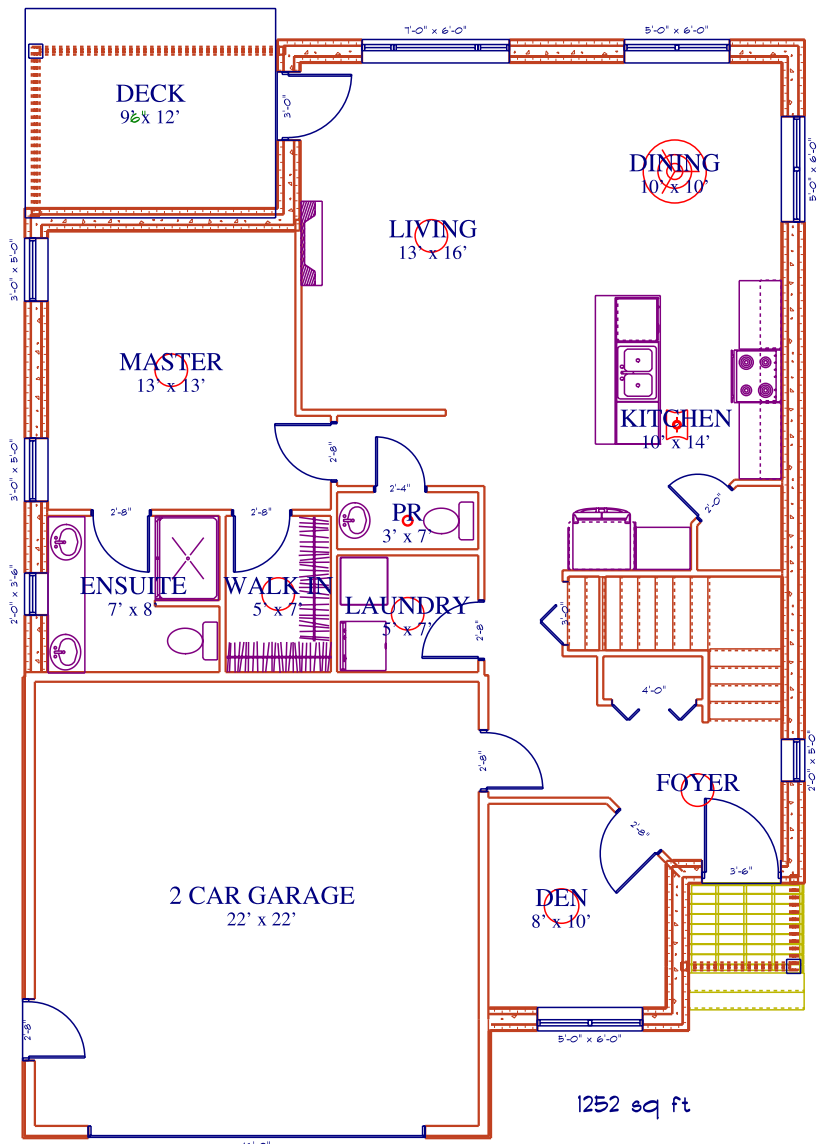 7'-0" x 6'-0"
5'-0" x 6'-0"
DECK
9'6" x 12'
3'-0"
DINING
10' x 10'
5'-0" x 6'-0"
LIVING
13' x 16'
3'-0" x 5'-0"
MASTER
13' x 13'
KITCHEN
10' x 14'
2'-8"
3'-0" x 5'-0"
2'-4"
2'-0"
2'-8"
2'-8"
PR
3' x 7'
ENSUITE
7' x 8'
WALK IN
5' x 7'
LAUNDRY
5' x 7'
2'-0" x 3'-6"
3'-0"
2'-8"
4'-0"
2'-8"
2'-0" x 5'-0"
FOYER
2'-8"
3'-6"
2 CAR GARAGE
22' x 22'
DEN
8' x 10'
2'-8"
5'-0" x 6'-0"
1252 sq ft